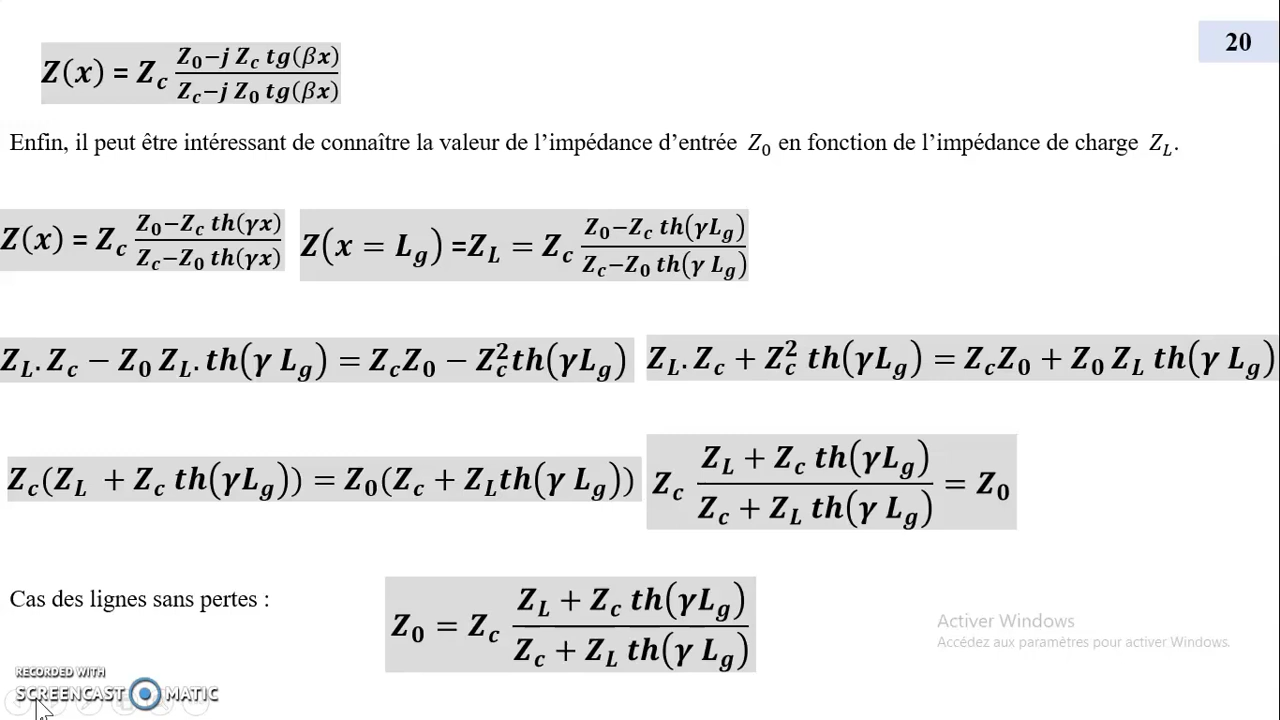 20
Z(x) = Z_c (Z_0−j Z_c tg(βx))/(Z_c−j Z_0 tg(βx))
Enfin, il peut être intéressant de connaître la valeur de l’impédance d’entrée Z_0 en fonction de l’impédance de charge Z_L.
Z(x) = Z_c (Z_0−Z_c th(γx))/(Z_c−Z_0 th(γx)) Z(x = L_g) =Z_L = Z_c (Z_0−Z_c th(γL_g))/(Z_c−Z_0 th(γ L_g))
Z_L. Z_c − Z_0 Z_L. th(γ L_g) = Z_cZ_0 − Z_c^2th(γL_g) Z_L. Z_c + Z_c^2 th(γL_g) = Z_cZ_0 + Z_0 Z_L th(γ L_g)
Z_c(Z_L + Z_c th(γL_g)) = Z_0(Z_c + Z_Lth(γ L_g)) Z_c (Z_L + Z_c th(γL_g))/(Z_c + Z_L th(γ L_g)) = Z_0
Cas des lignes sans pertes : Z_0 = Z_c (Z_L + Z_c th(γL_g))/(Z_c + Z_L th(γ L_g))
Activer Windows
Accédez aux paramètres pour activer Windows.
RECORDED WITH
SCREENCAST MATIC